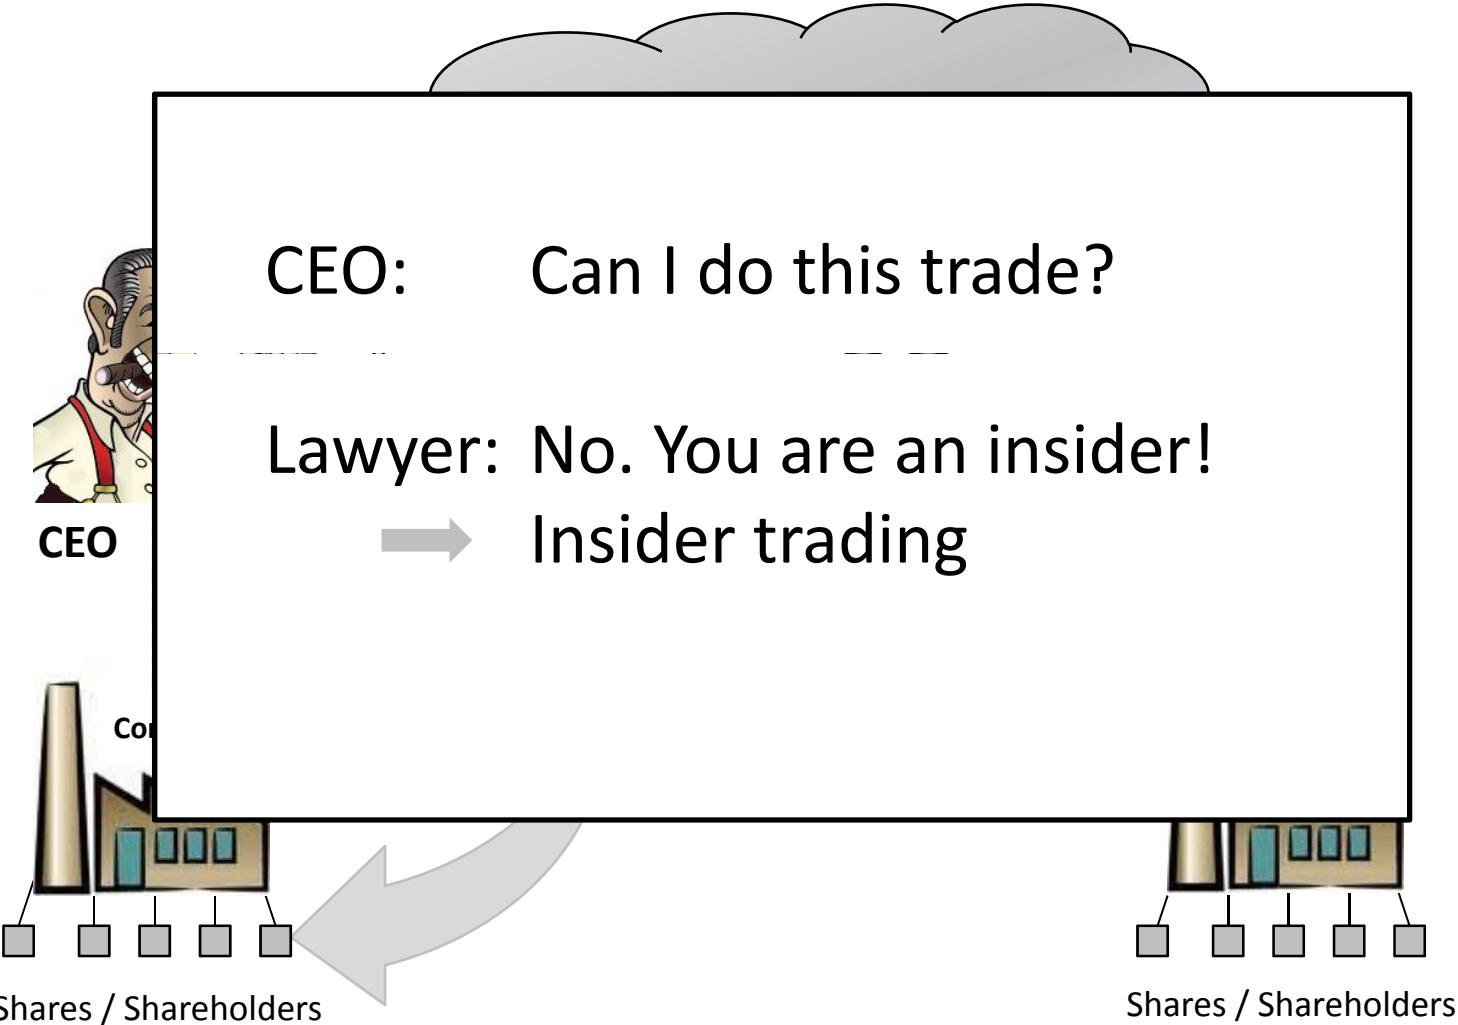 CEO: Can I do this trade?
Lawyer: No. You are an insider!
Insider trading
CEO
Shares / Shareholders
Shares / Shareholders